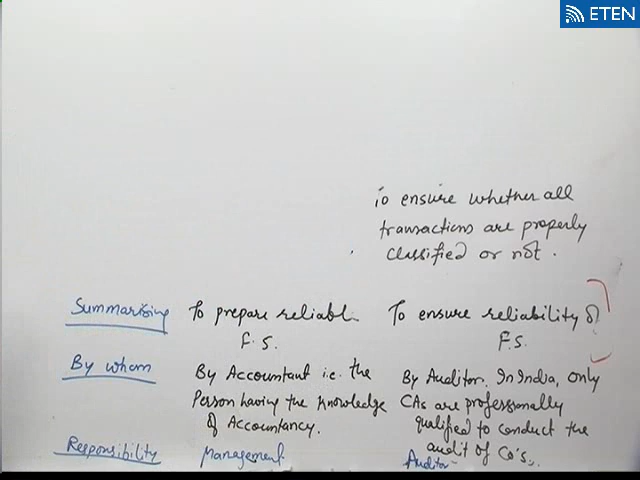 ETEN
To ensure whether all
transactions are properly
classified or not.
Summarising To prepare reliabl To ensure reliability of
F.S. F.S.
By whom By Accountant i.e. the By Auditor. In India, only
Person having the knowledge CAs are professionally
of Accountancy. qualified to conduct the
audit of Co's.
Responsibility Management Auditor